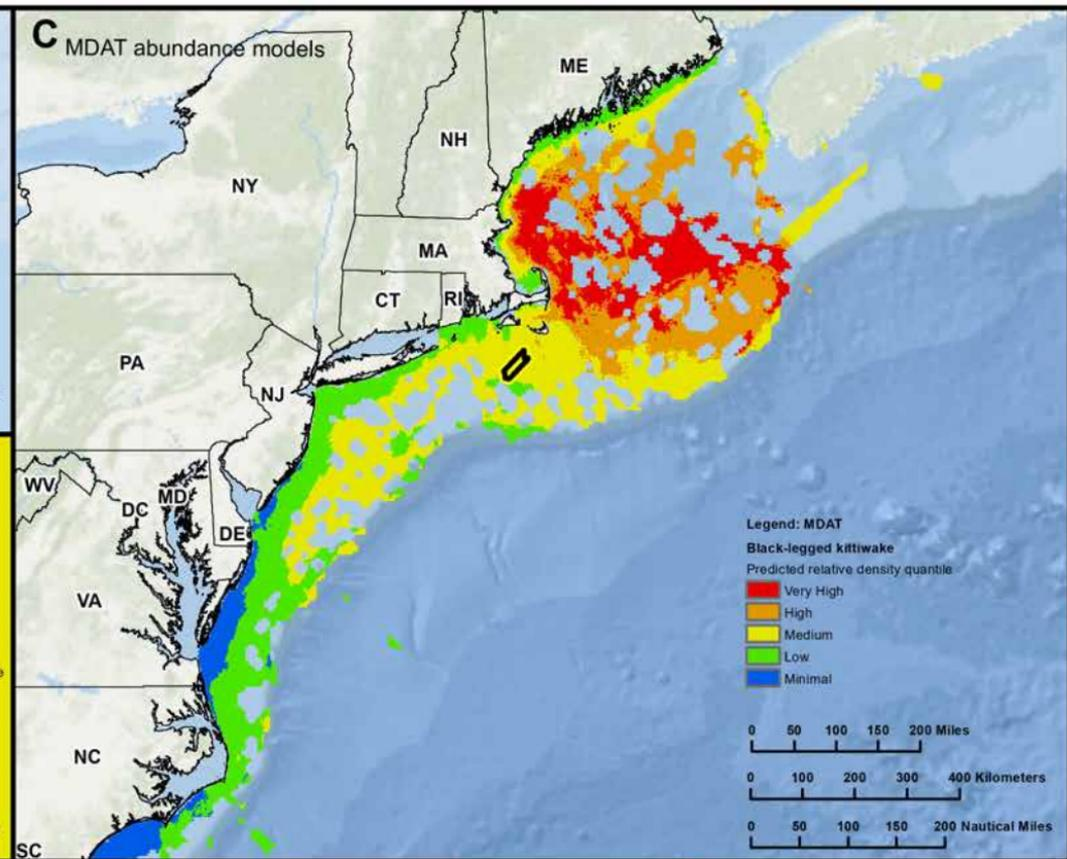 C MDAT abundance models
ME
NH
NY
MA
CT
RI
PA
NJ
WV
DC
MD
DE
VA
NC
SC
Legend: MDAT
Black-legged kittiwake
Predicted relative density quantile
Very High
High
Medium
Low
Minimal
0 50 100 150 200 Miles
0 100 200 300 400 Kilometers
0 50 100 150 200 Nautical Miles